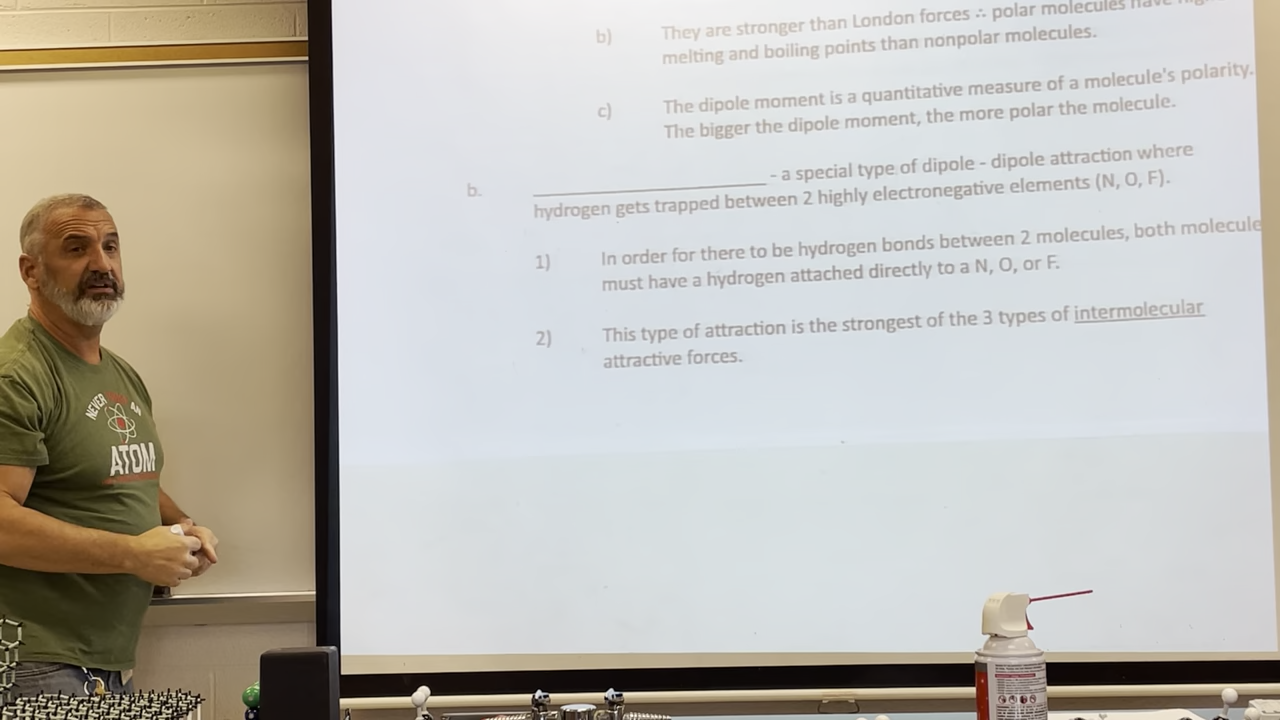 b) They are stronger than London forces ∴ polar molecules have
melting and boiling points than nonpolar molecules.
c) The dipole moment is a quantitative measure of a molecule's polarity.
The bigger the dipole moment, the more polar the molecule.
b. ____________________ - a special type of dipole - dipole attraction where
hydrogen gets trapped between 2 highly electronegative elements (N, O, F).
1) In order for there to be hydrogen bonds between 2 molecules, both molecule
must have a hydrogen attached directly to a N, O, or F.
2) This type of attraction is the strongest of the 3 types of intermolecular
attractive forces.
NEVER AN
ATOM